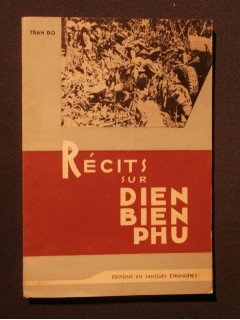 TRAN DO
RÉCITS
SUR
DIEN
BIEN
PHU
EDITIONS EN LANGUES ÉTRANGÈRES